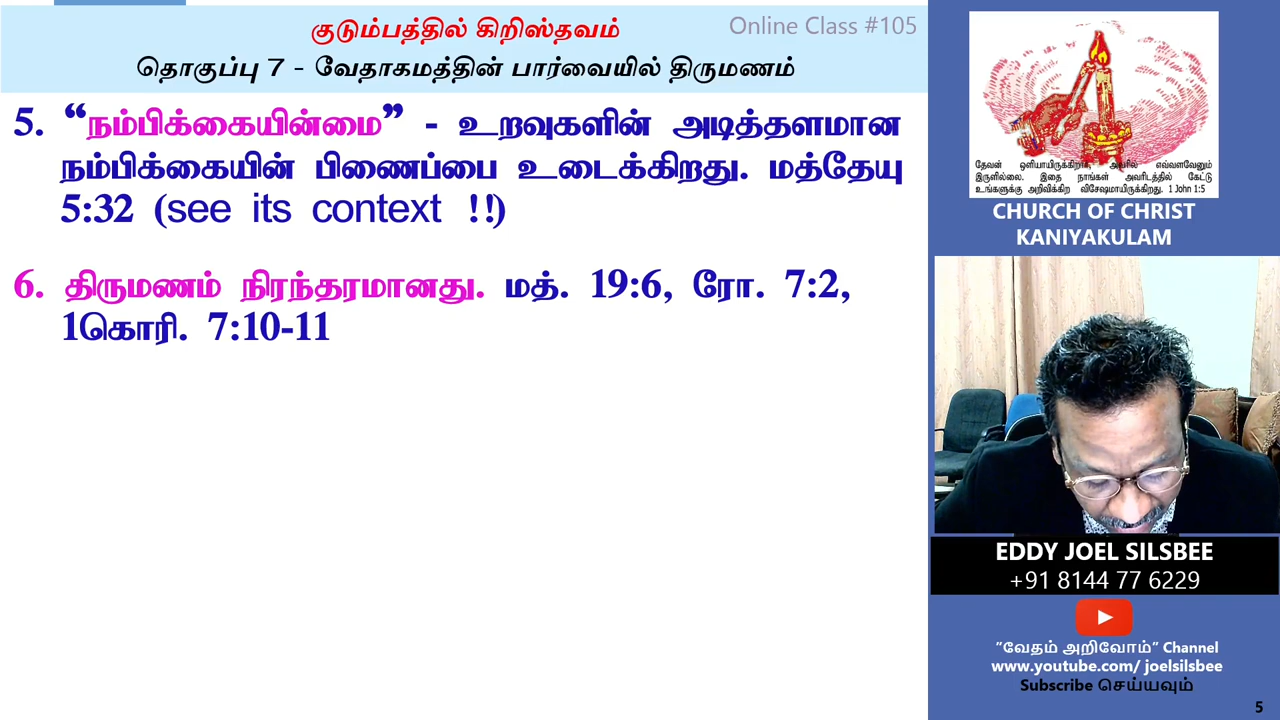 குடும்பத்தில் கிறிஸ்தவம்
Online Class #105
தொகுப்பு 7 - வேதாகமத்தின் பார்வையில் திருமணம்
5. “நம்பிக்கையின்மை” - உறவுகளின் அடித்தளமான
நம்பிக்கையின் பிணைப்பை உடைக்கிறது. மத்தேயு
5:32 (see its context !!)
6. திருமணம் நிரந்தரமானது. மத். 19:6, ரோ. 7:2,
1கொரி. 7:10-11
தேவன் ஒளியாயிருக்கிறார், அவரில் எவ்வளவேனும்
இருளில்லை. இதை நாங்கள் அவரிடத்தில் கேட்டு
உங்களுக்கு அறிவிக்கிற விசேஷமாயிருக்கிறது. 1 John 1:5
CHURCH OF CHRIST
KANIYAKULAM
EDDY JOEL SILSBEE
+91 8144 77 6229
”வேதம் அறிவோம்” Channel
www.youtube.com/ joelsilsbee
Subscribe செய்யவும்
5